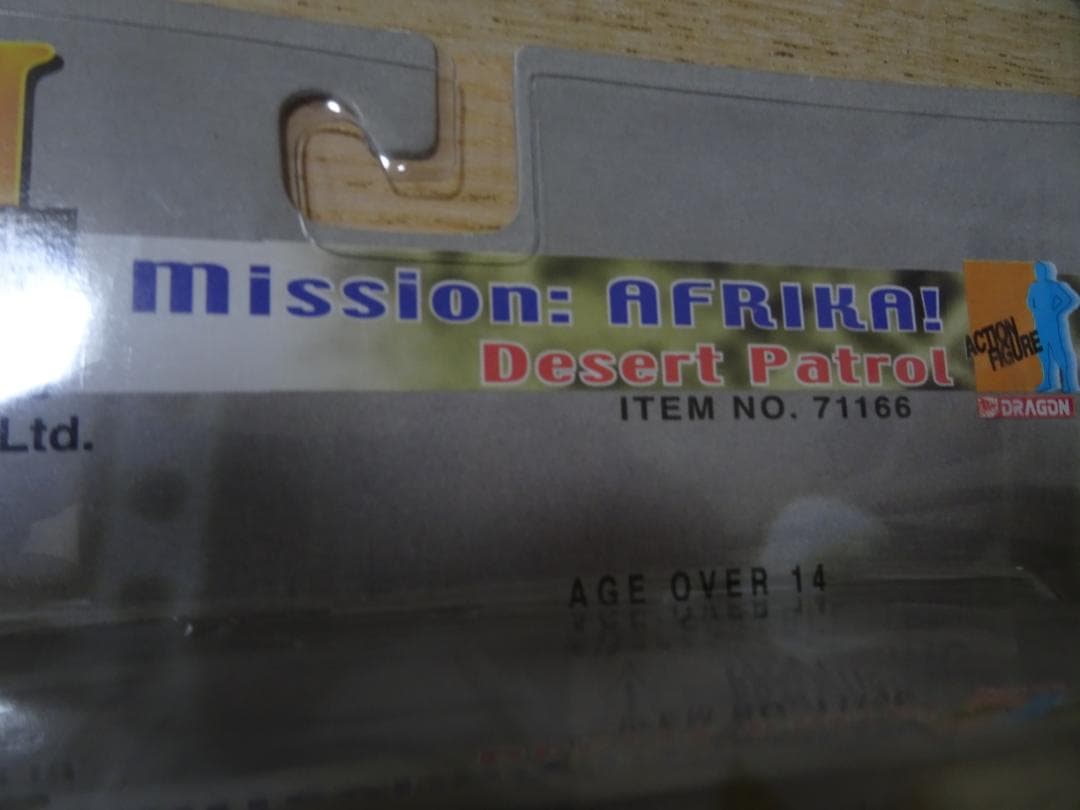 Mission: AFRIKA!
Desert Patrol
ITEM NO. 71166
ACTION
FIGURE
DRAGON
Ltd.
AGE OVER 14